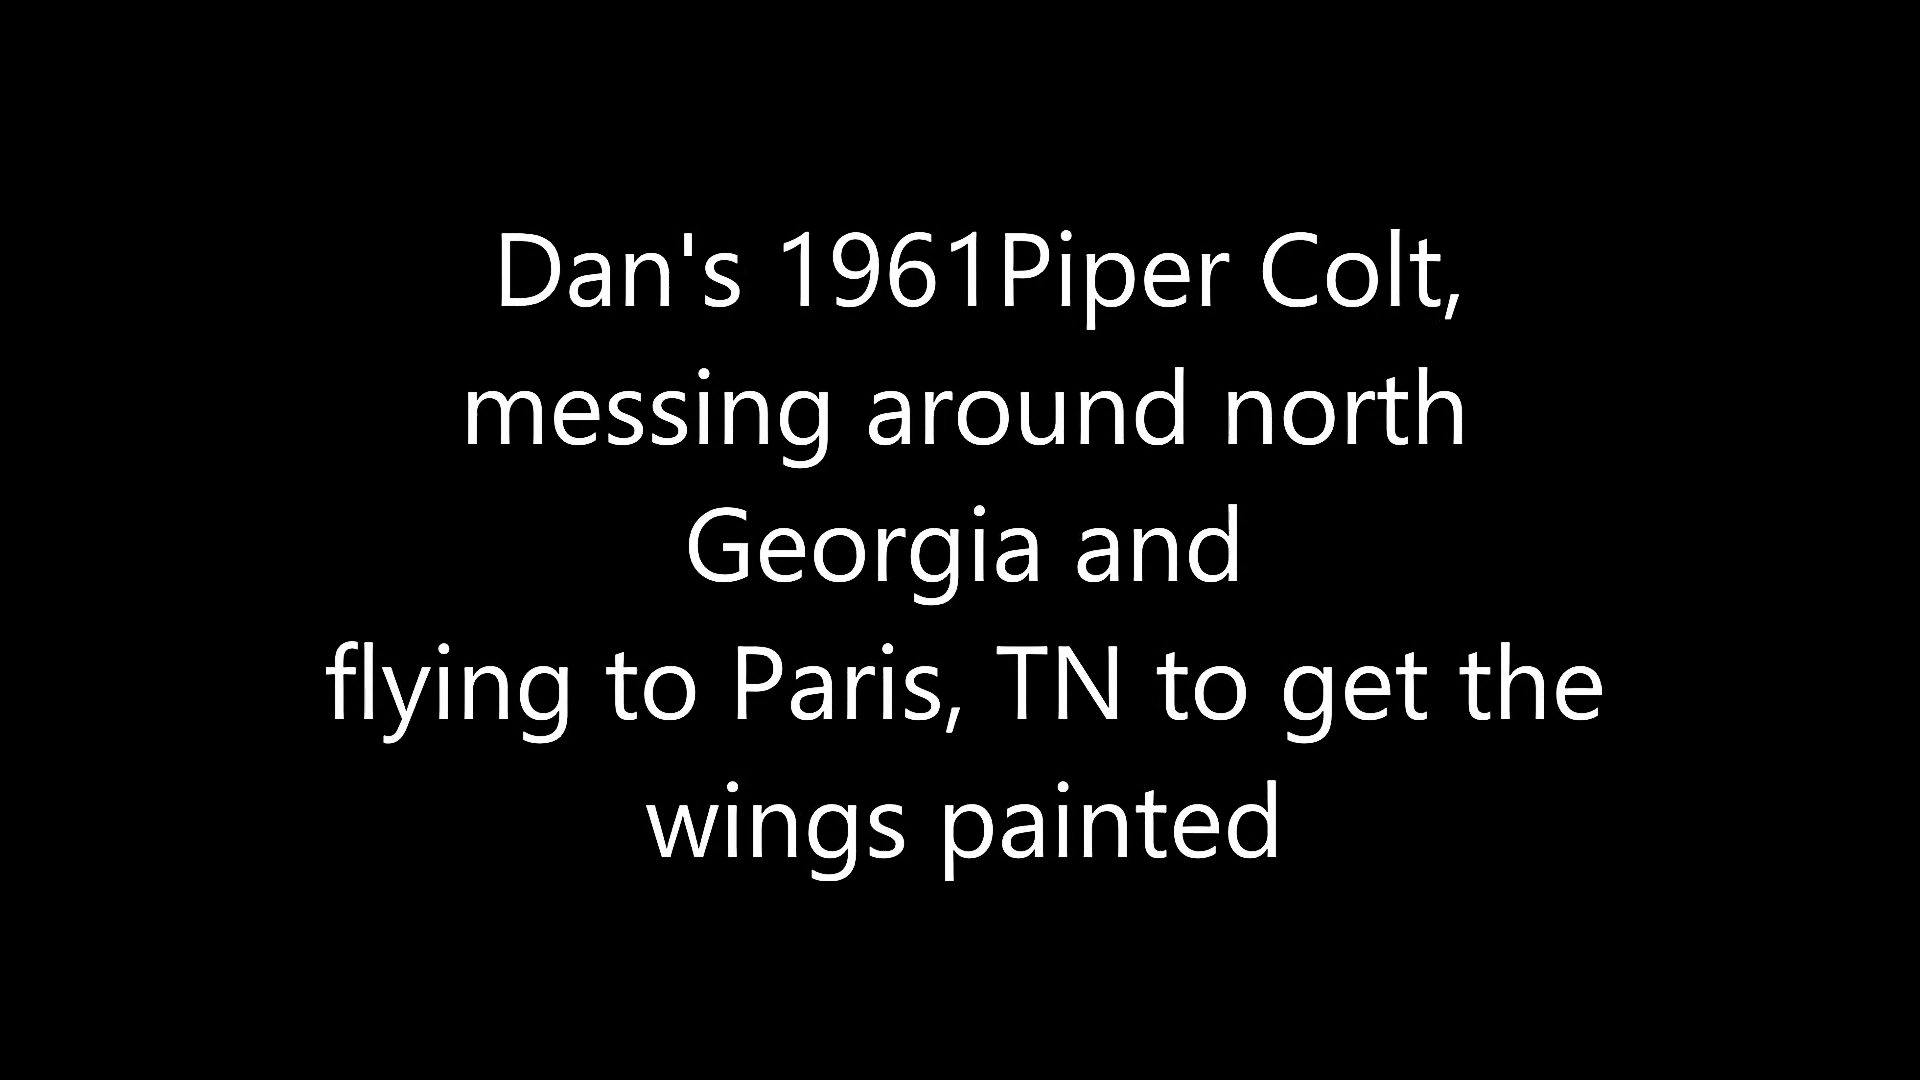 Dan's 1961Piper Colt,
messing around north
Georgia and
flying to Paris, TN to get the
wings painted